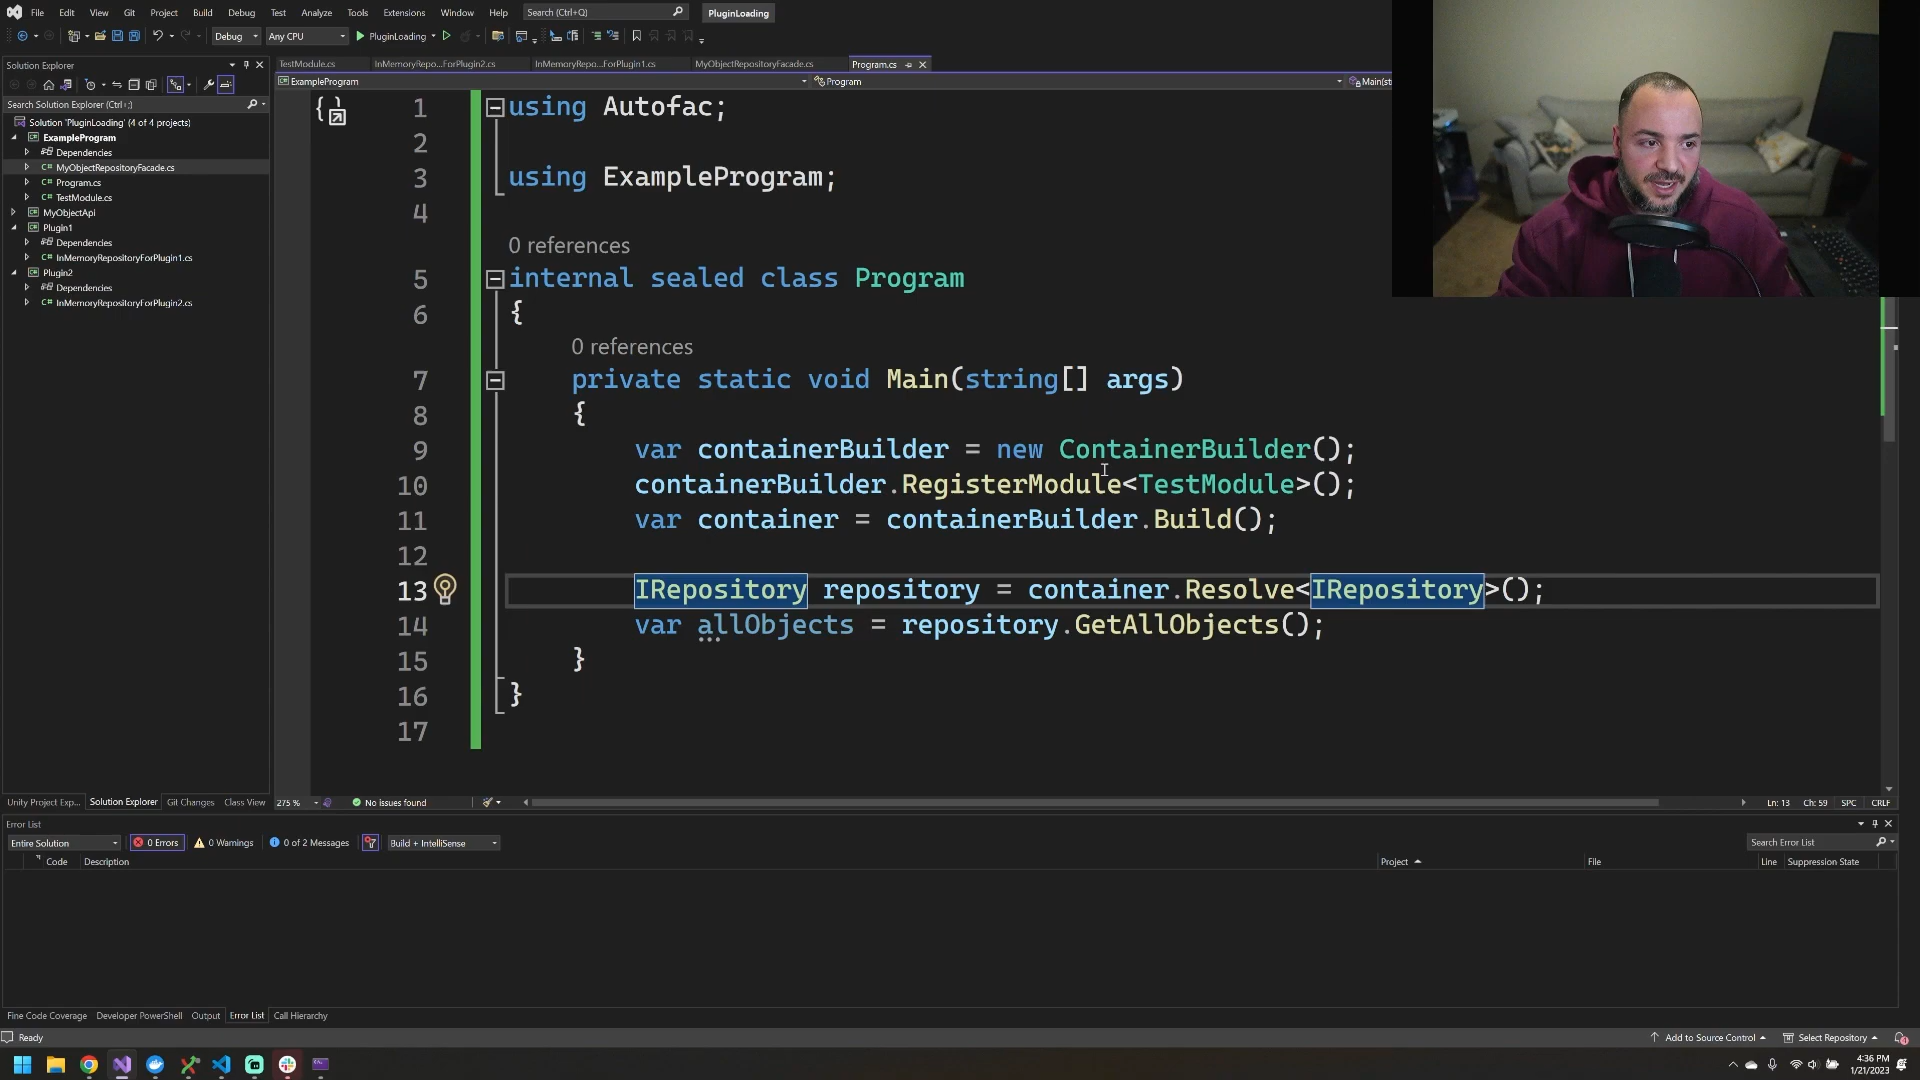 File Edit View Git Project Build Debug Test Analyze Tools Extensions Window Help Search (Ctrl+Q) PluginLoading
Debug Any CPU PluginLoading
Solution Explorer
TestModule.cs InMemoryRepo...ForPlugin2.cs InMemoryRepo...ForPlugin1.cs MyObjectRepositoryFacade.cs Program.cs
ExampleProgram Program Main(st
Search Solution Explorer (Ctrl+;)
Solution 'PluginLoading' (4 of 4 projects)
ExampleProgram
Dependencies
C# MyObjectRepositoryFacade.cs
C# Program.cs
C# TestModule.cs
MyObjectApi
Plugin1
Dependencies
C# InMemoryRepositoryForPlugin1.cs
Plugin2
Dependencies
C# InMemoryRepositoryForPlugin2.cs
1 using Autofac;
2
3 using ExampleProgram;
4
0 references
5 internal sealed class Program
6 {
0 references
7 private static void Main(string[] args)
8 {
9 var containerBuilder = new ContainerBuilder();
10 containerBuilder.RegisterModule<TestModule>();
11 var container = containerBuilder.Build();
12
13 IRepository repository = container.Resolve<IRepository>();
14 var allObjects = repository.GetAllObjects();
15 }
16 }
17
Unity Project Exp... Solution Explorer Git Changes Class View
275 % No issues found Ln: 13 Ch: 59 SPC CRLF
Error List
Entire Solution 0 Errors 0 Warnings 0 of 2 Messages Build + IntelliSense Search Error List
Code Description Project File Line Suppression State
Fine Code Coverage Developer PowerShell Output Error List Call Hierarchy
Ready Add to Source Control Select Repository
4:36 PM
1/21/2023